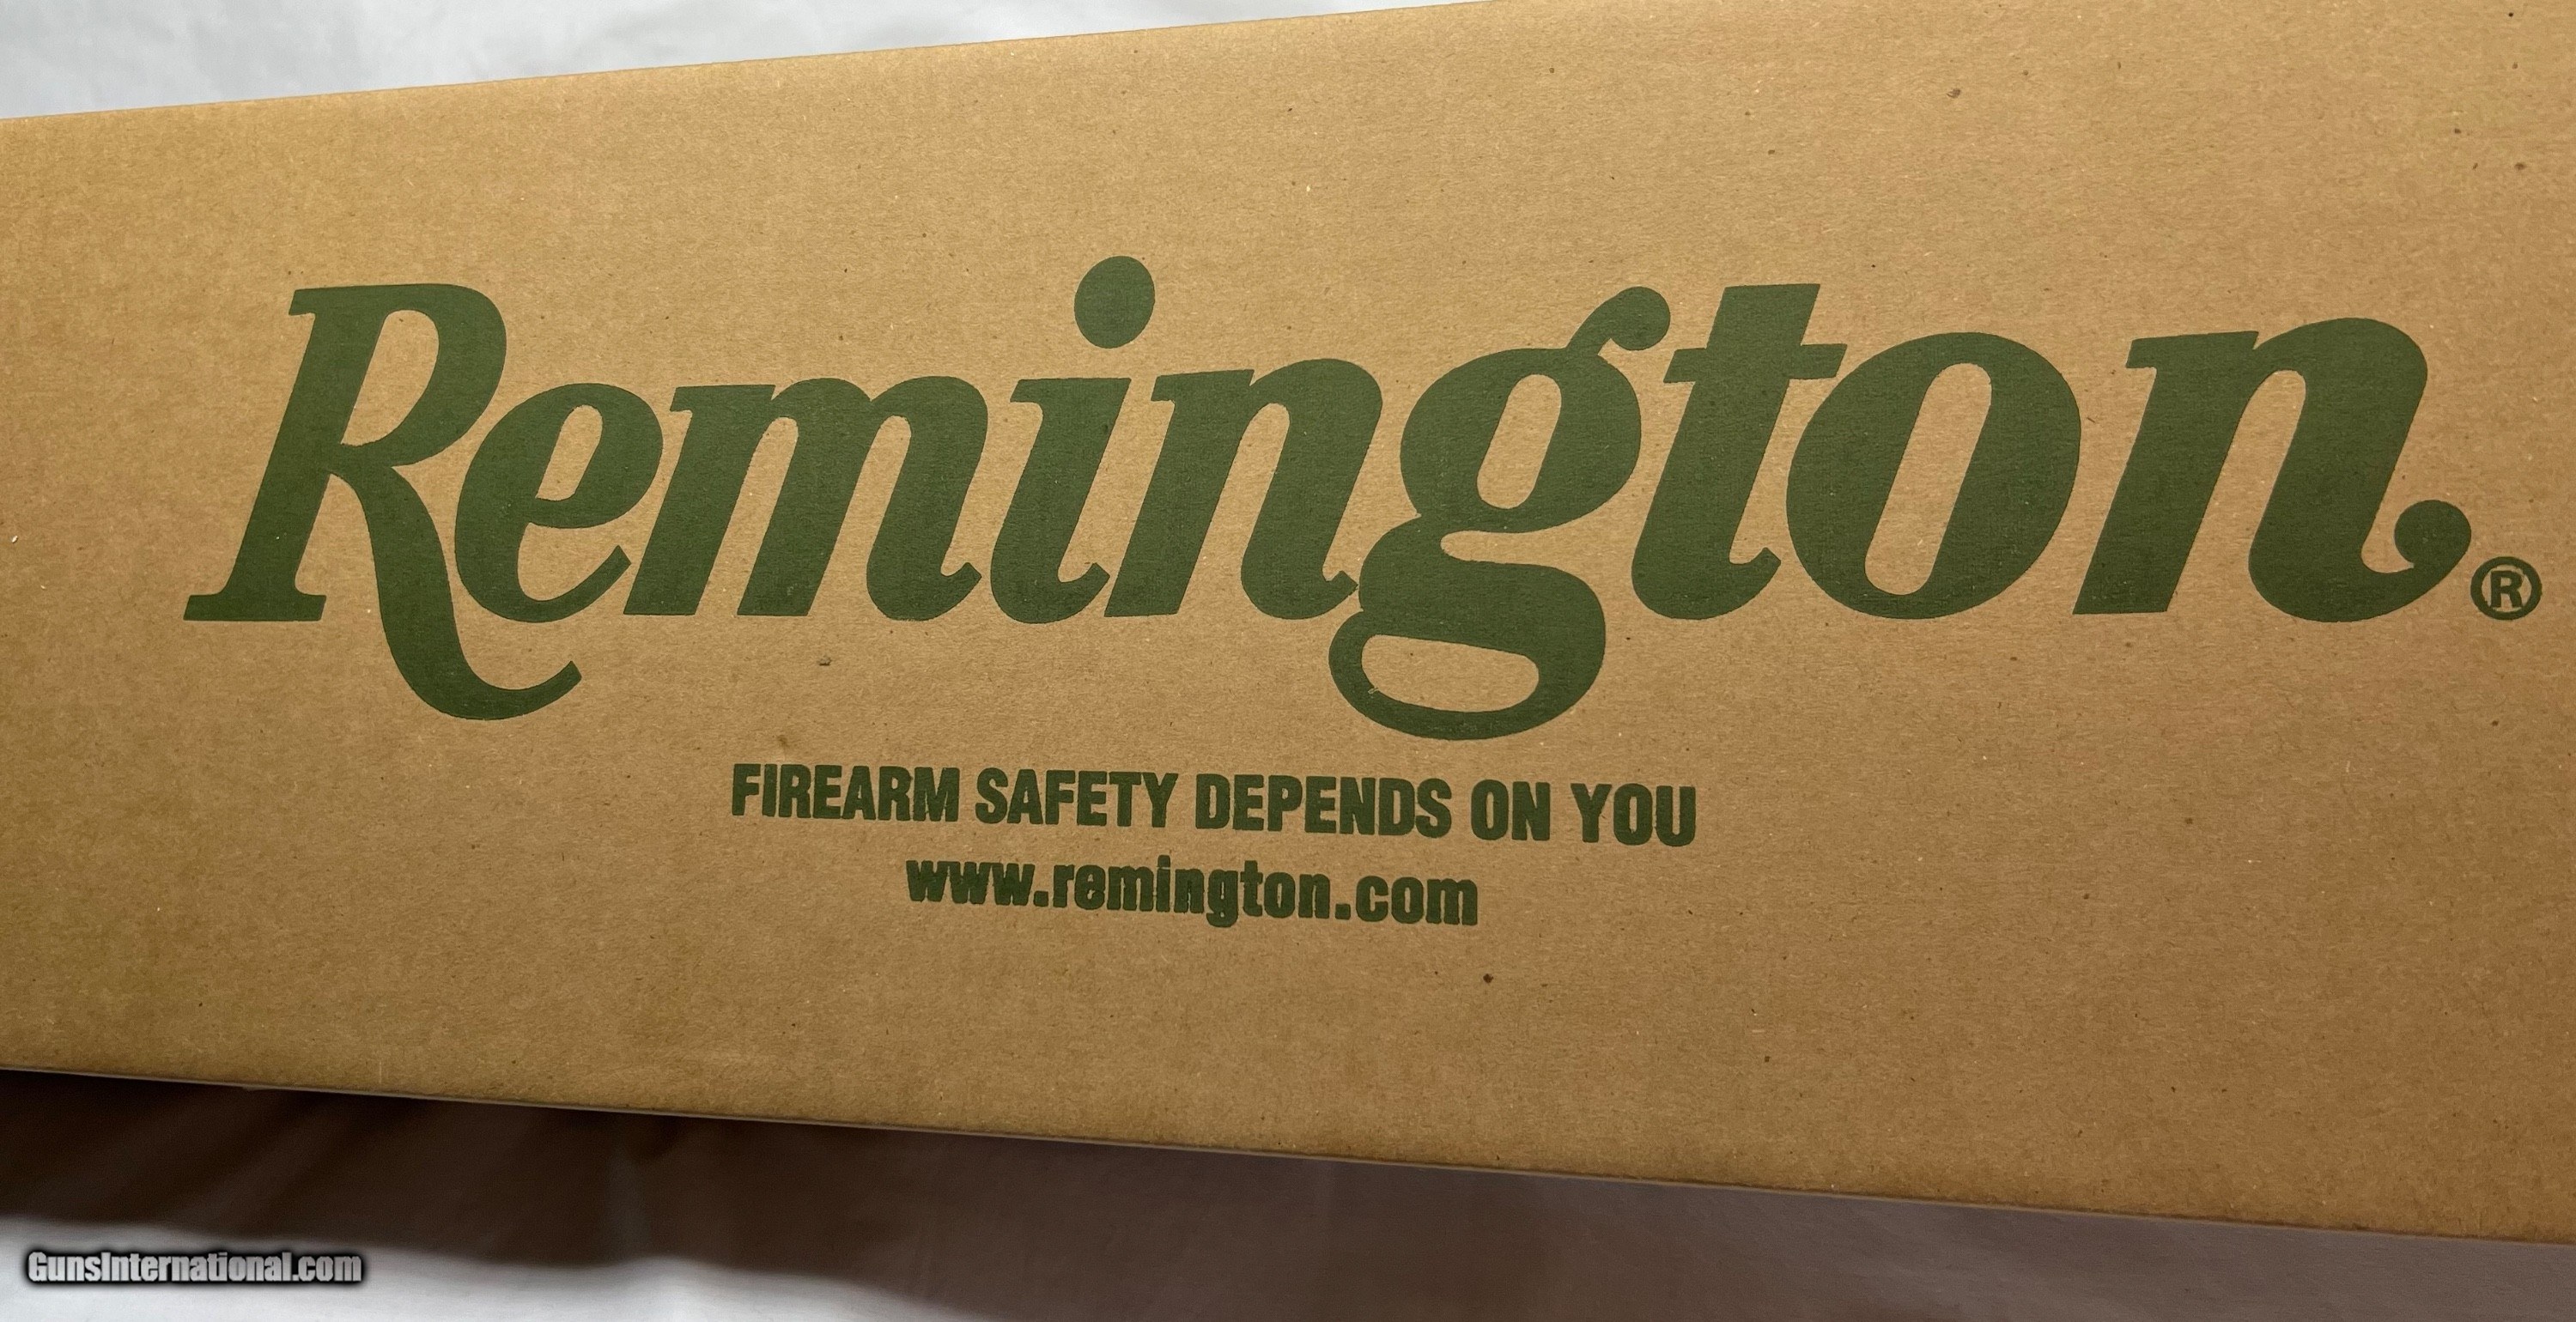 Remington®
FIREARM SAFETY DEPENDS ON YOU
www.remington.com
GunsInternational.com